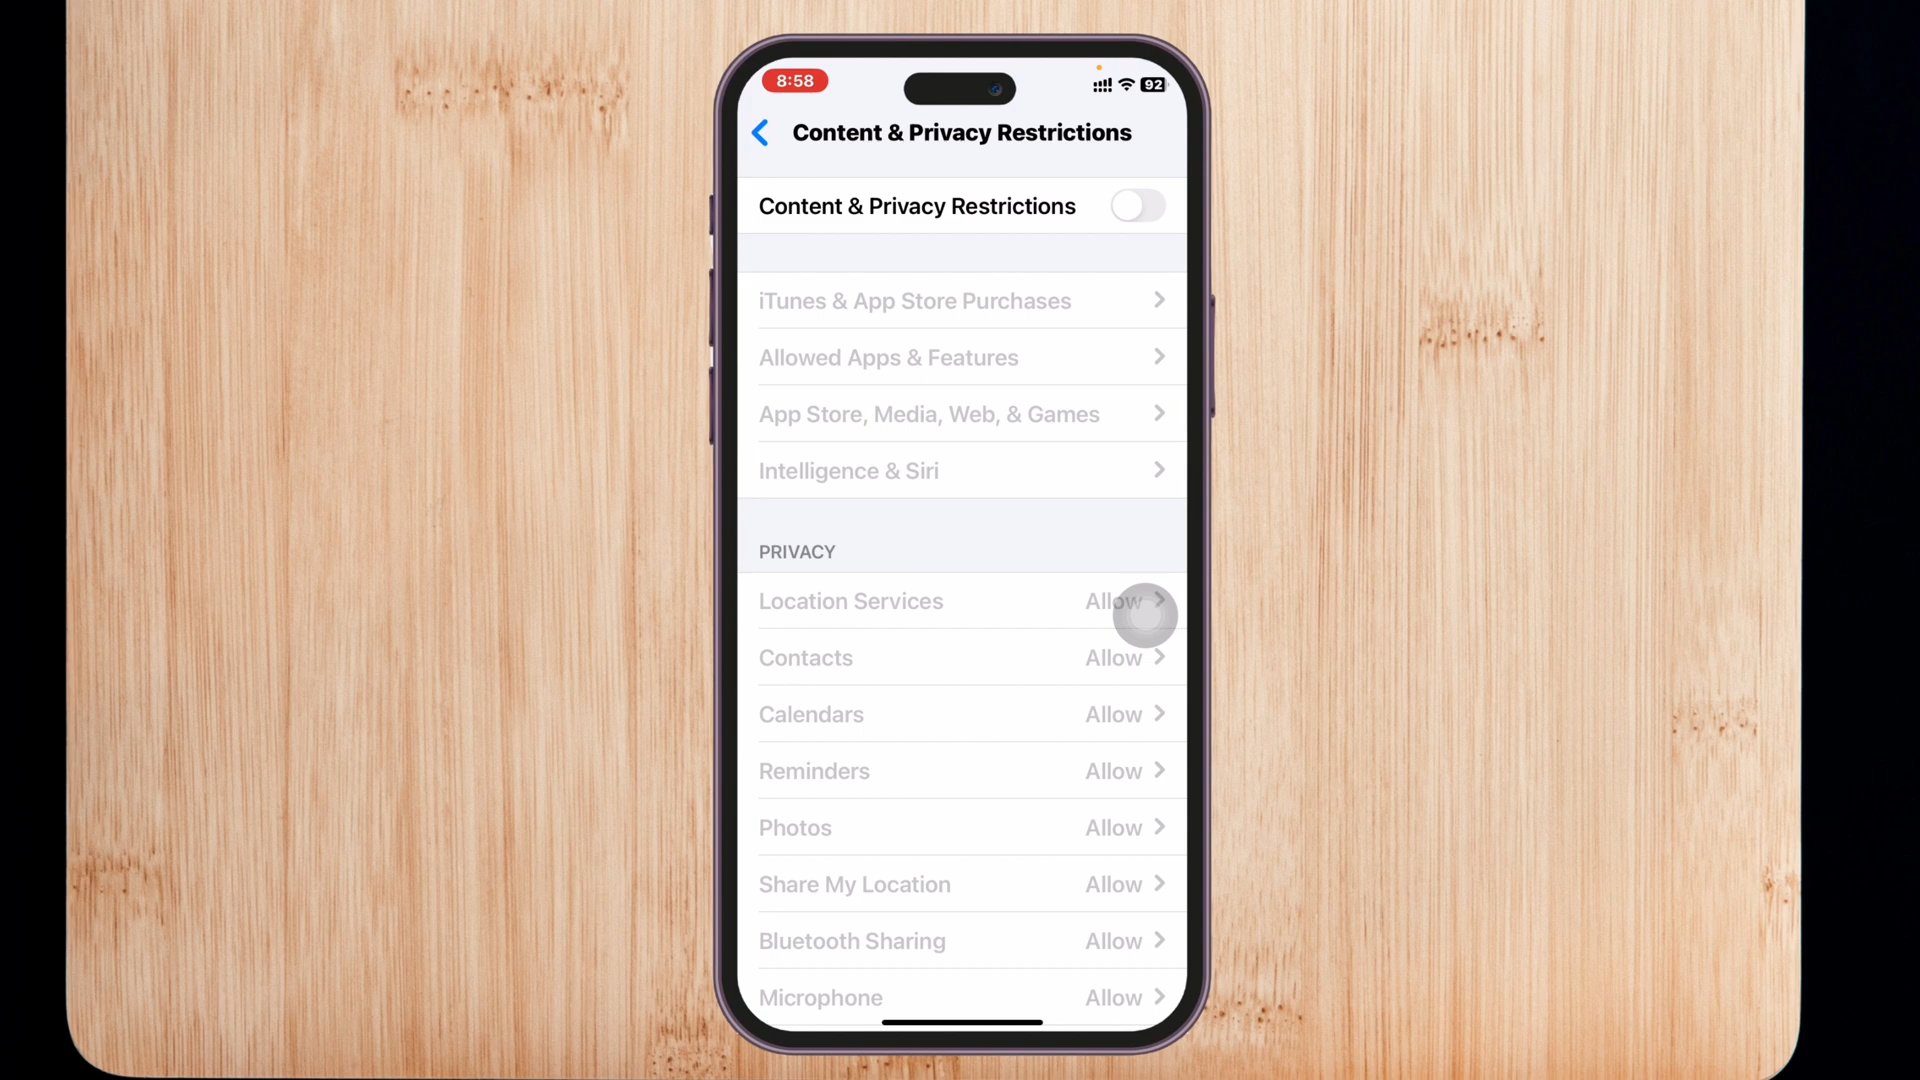 8:58
92
Content & Privacy Restrictions
Content & Privacy Restrictions
iTunes & App Store Purchases
Allowed Apps & Features
App Store, Media, Web, & Games
Intelligence & Siri
PRIVACY
Location Services Allow
Contacts Allow
Calendars Allow
Reminders Allow
Photos Allow
Share My Location Allow
Bluetooth Sharing Allow
Microphone Allow